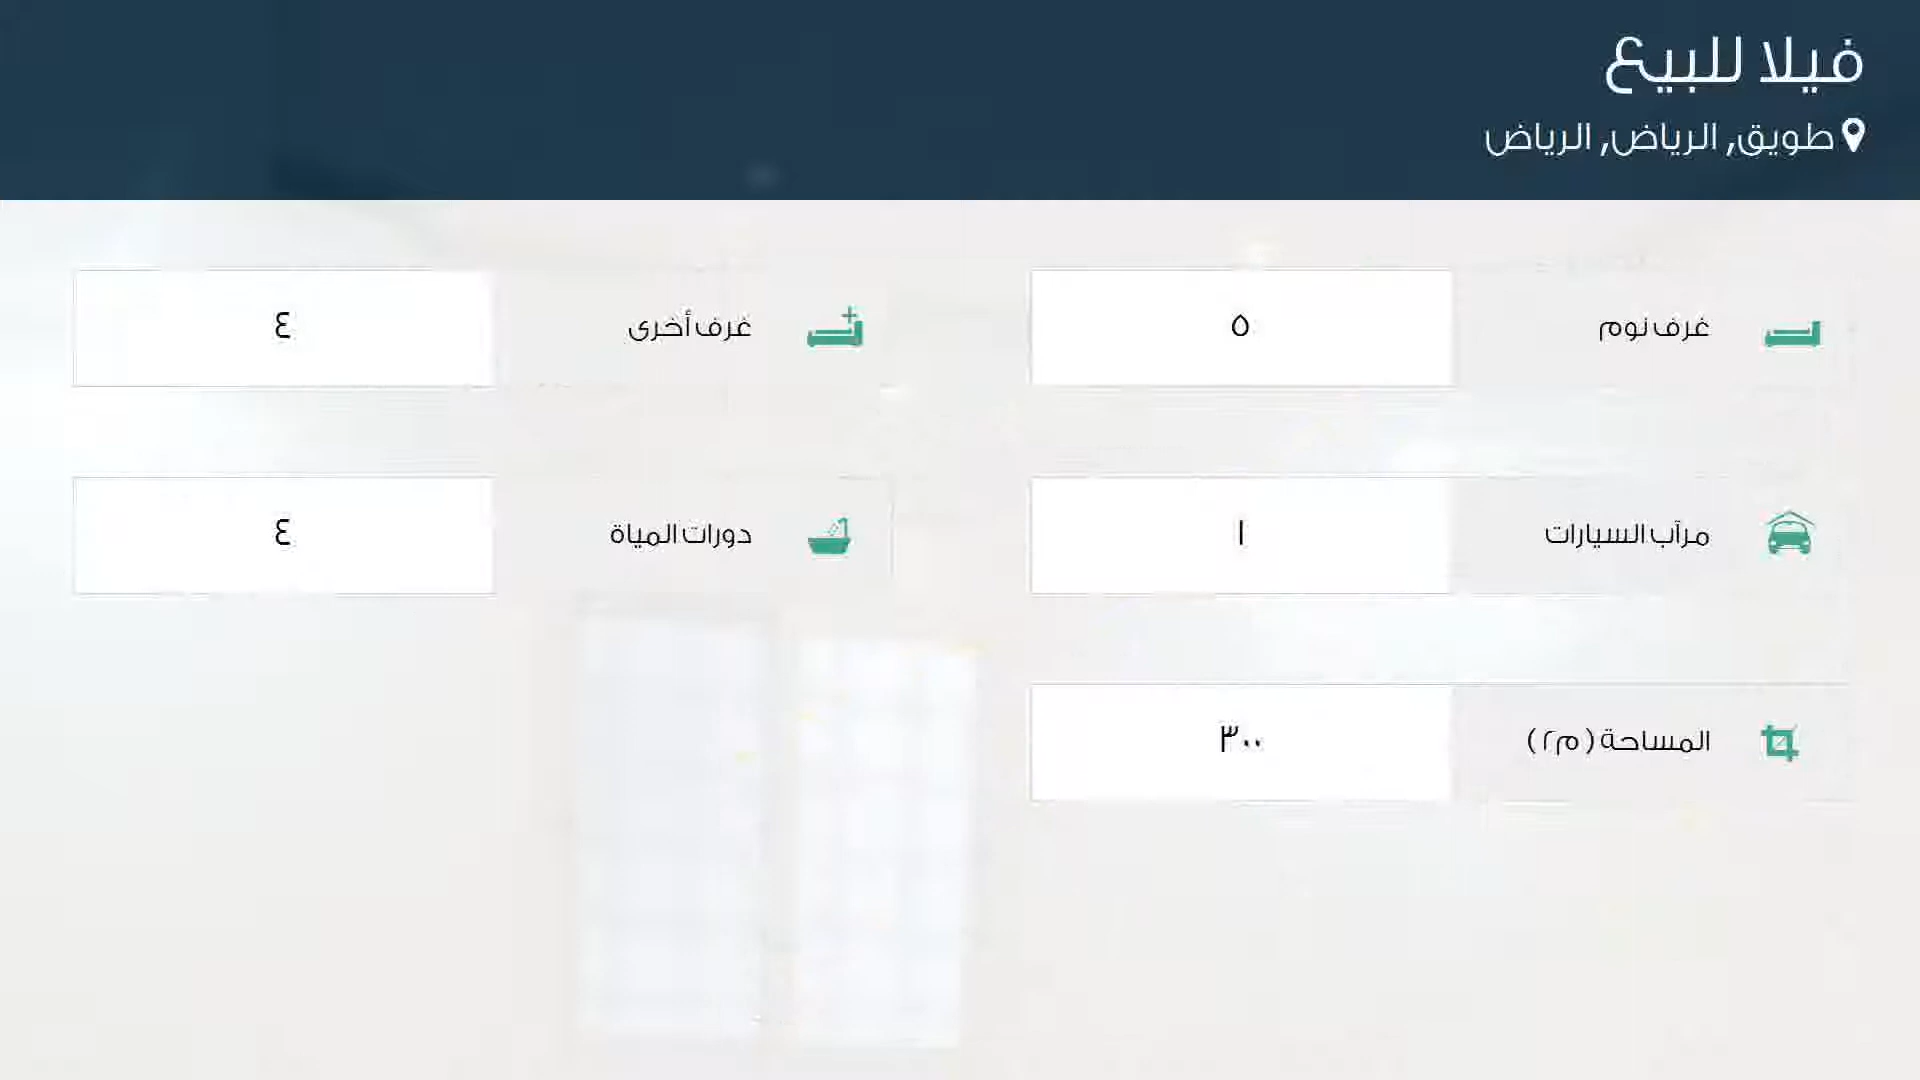 فيلا للبيع
طويق, الرياض, الرياض
غرف نوم
٥
غرف أخرى
٤
مرآب السيارات
١
دورات المياة
٤
المساحة (م٢)
٣٠٠